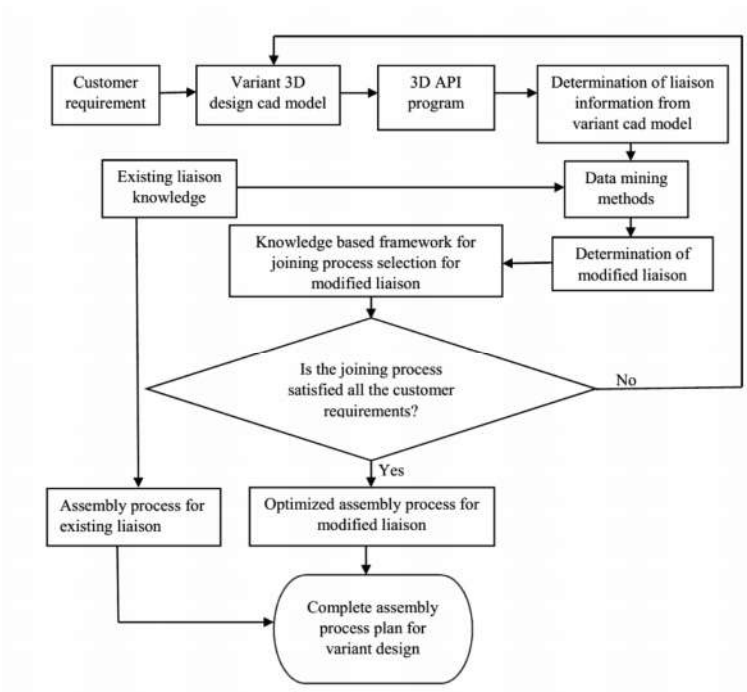 Customer
requirement
Variant 3D
design cad model
3D API
program
Determination of liaison
information from
variant cad model
Existing liaison
knowledge
Data mining
methods
Knowledge based framework for
joining process selection for
modified liaison
Determination of
modified liaison
Is the joining process
satisfied all the customer
requirements?
No
Yes
Assembly process for
existing liaison
Optimized assembly process for
modified liaison
Complete assembly
process plan for
variant design